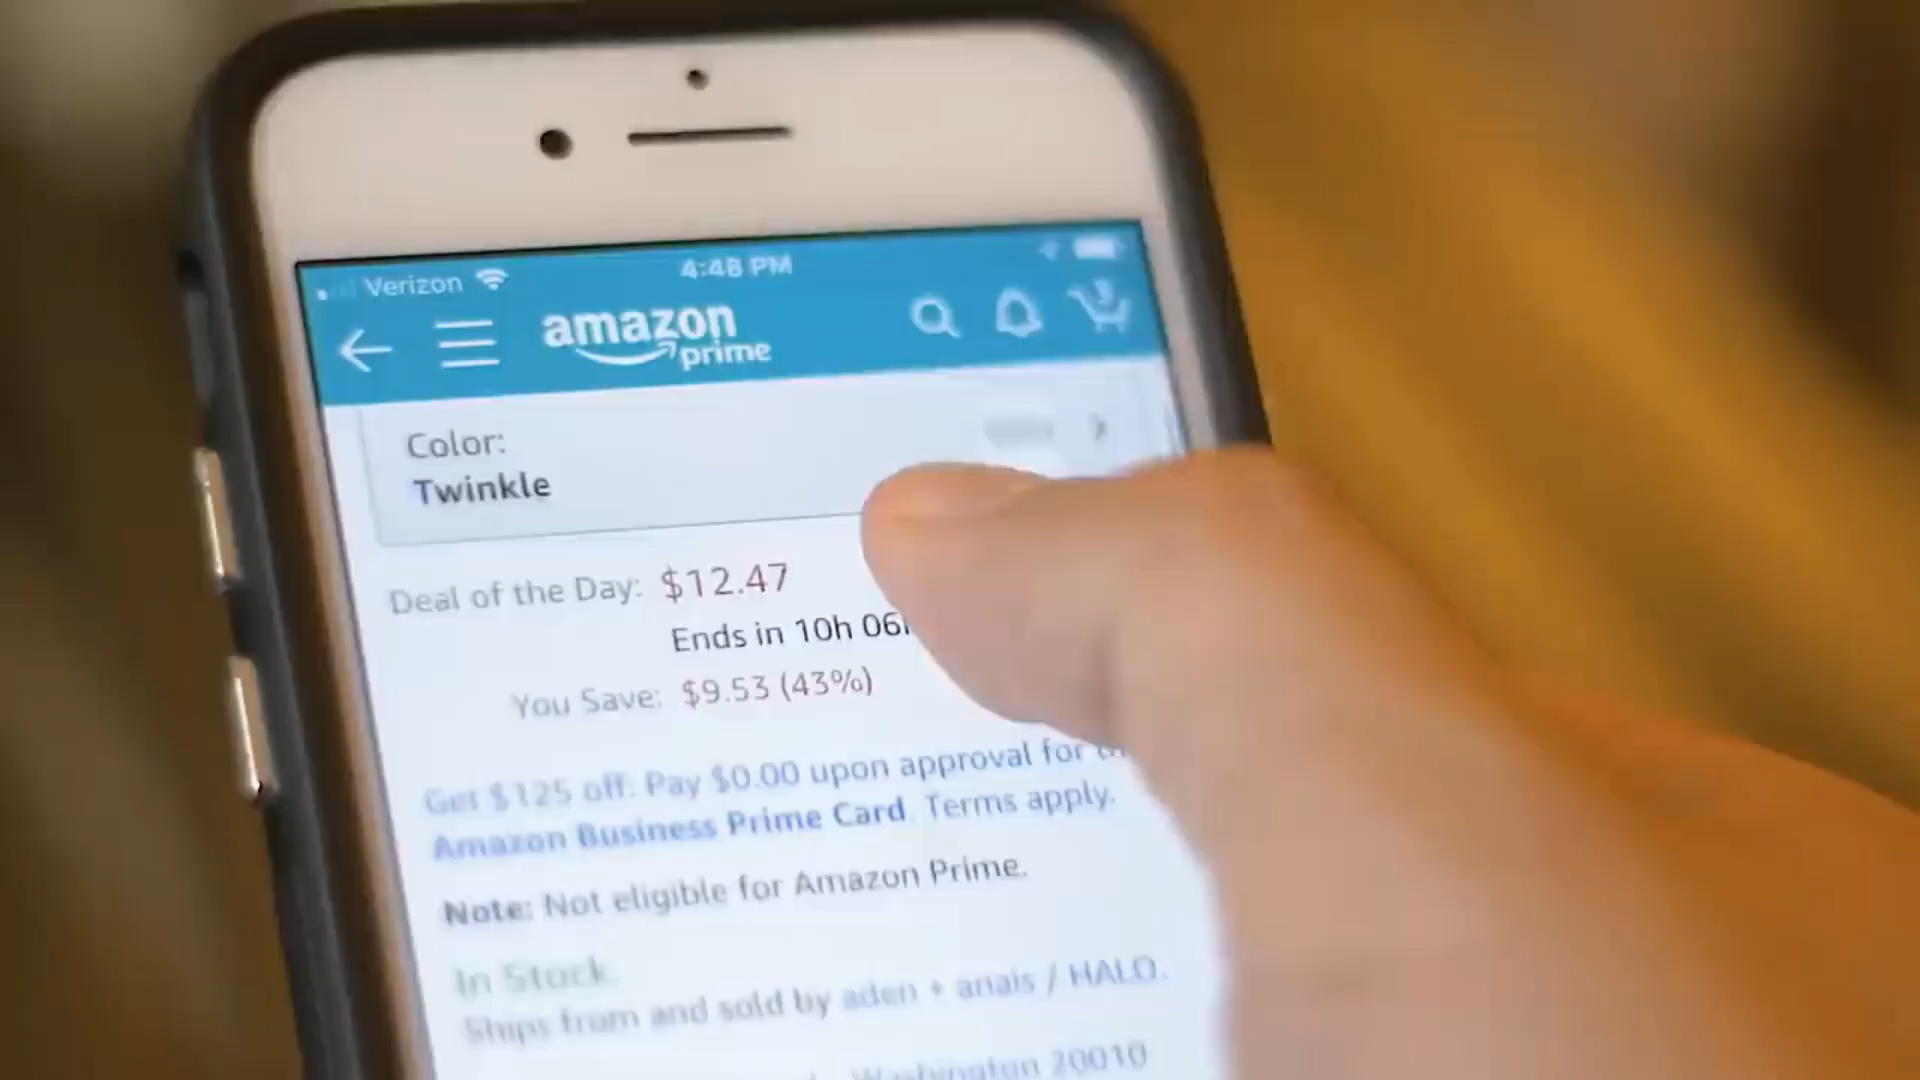 Verizon 4:48 PM
amazon
prime
Color:
Twinkle
Deal of the Day: $12.47
Ends in 10h 06
You Save: $9.53 (43%)
Get $125 off: Pay $0.00 upon approval for
Amazon Business Prime Card. Terms apply.
Note: Not eligible for Amazon Prime.
In Stock.
Ships from and sold by aden + anais / HALO.
Washington 20010